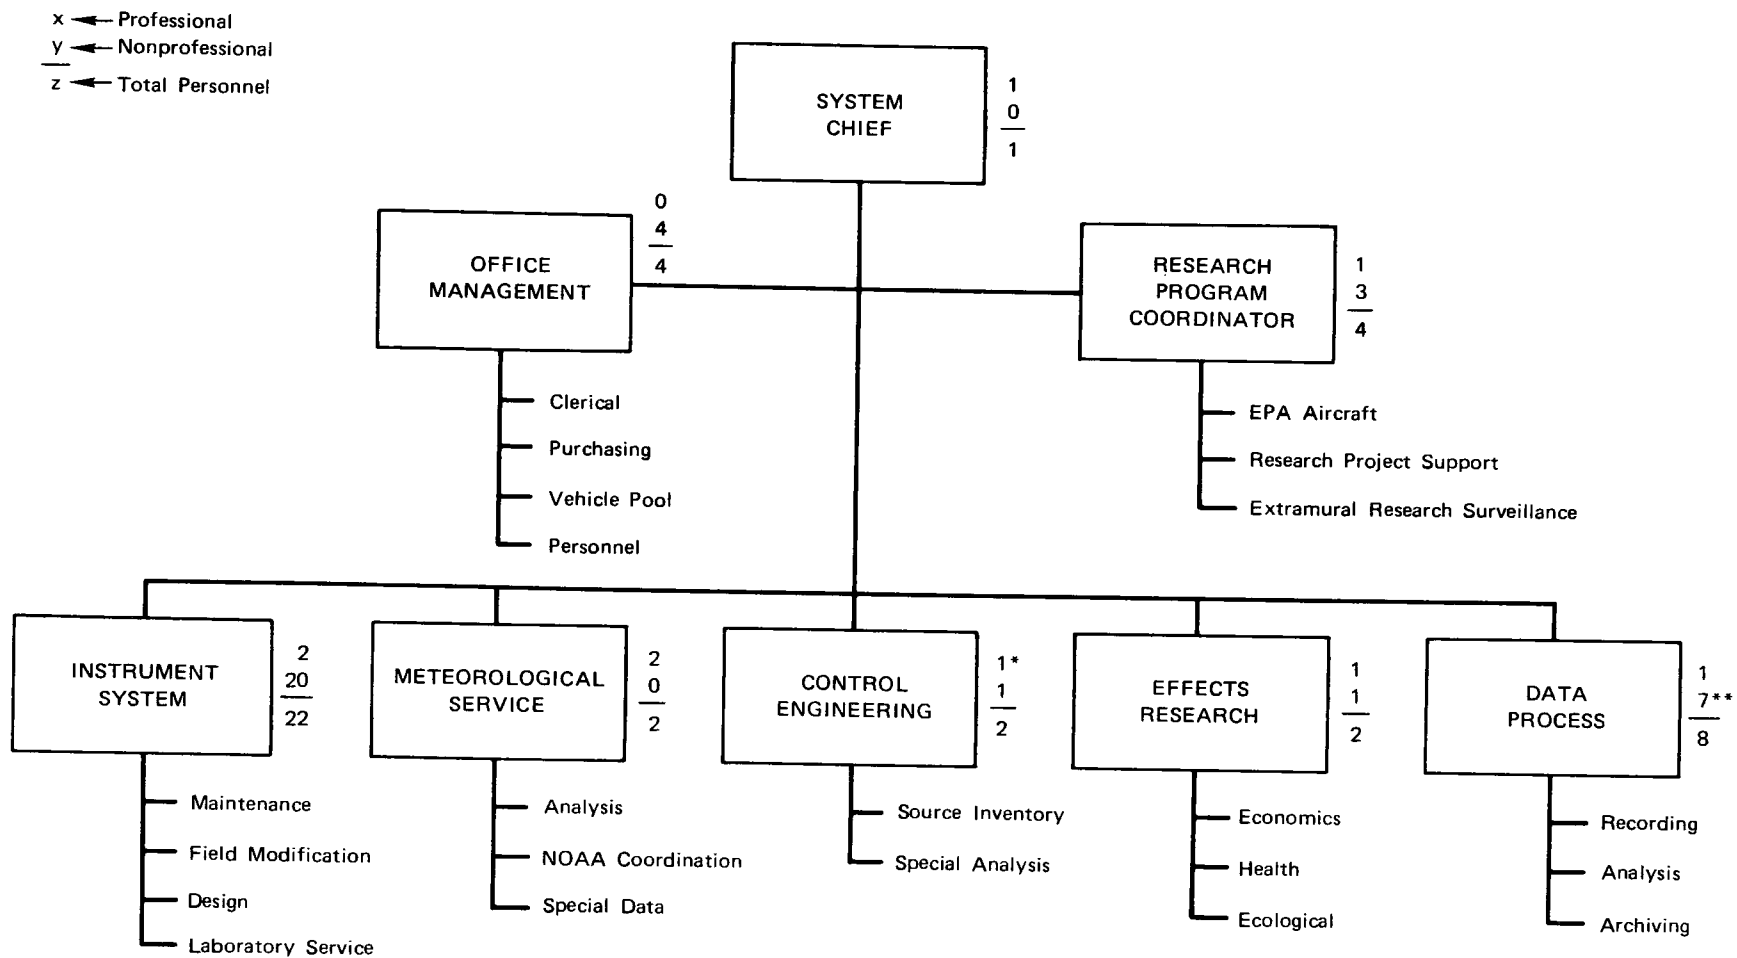 x Professional
y Nonprofessional
z Total Personnel
SYSTEM
CHIEF
1
0
1
OFFICE
MANAGEMENT
0
4
4
Clerical
Purchasing
Vehicle Pool
Personnel
RESEARCH
PROGRAM
COORDINATOR
1
3
4
EPA Aircraft
Research Project Support
Extramural Research Surveillance
INSTRUMENT
SYSTEM
2
20
22
Maintenance
Field Modification
Design
Laboratory Service
METEOROLOGICAL
SERVICE
2
0
2
Analysis
NOAA Coordination
Special Data
CONTROL
ENGINEERING
1*
1
2
Source Inventory
Special Analysis
EFFECTS
RESEARCH
1
1
2
Economics
Health
Ecological
DATA
PROCESS
1
7**
8
Recording
Analysis
Archiving